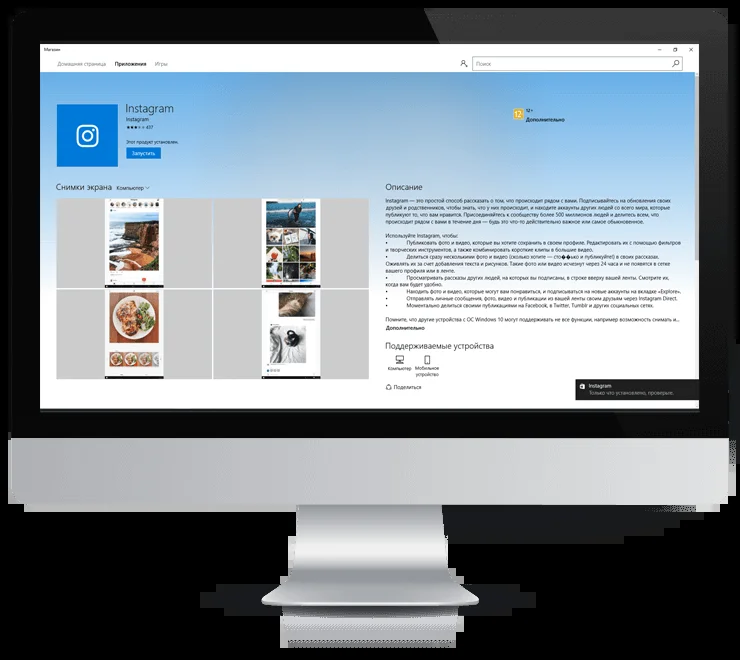 Магазин
Домашняя страница Приложения Игры
Поиск
Instagram
Instagram
437
Этот продукт установлен.
Запустить
12
12+
Дополнительно
Снимки экрана Компьютер
Описание
Instagram — это простой способ рассказать о том, что происходит рядом с вами. Подписывайтесь на обновления своих
друзей и родственников, чтобы знать, что у них происходит, и находите аккаунты других людей со всего мира, которые
публикуют то, что вам нравится. Присоединяйтесь к сообществу более 500 миллионов людей и делитесь всем, что
происходит рядом с вами в течение дня — будь это что-то действительно важное или самое обыкновенное.
Используйте Instagram, чтобы:
• Публиковать фото и видео, которые вы хотите сохранить в своем профиле. Редактировать их с помощью фильтров
и творческих инструментов, а также комбинировать короткие клипы в большие видео.
• Делиться сразу несколькими фото и видео (сколько хотите — сто��ько и публикуйте!) в своих рассказах.
Оживлять их за счет добавления текста и рисунков. Такие фото или видео исчезнут через 24 часа и не появятся в сетке
вашего профиля или в ленте.
• Просматривать рассказы других людей, на которых вы подписаны, в строке вверху вашей ленты. Смотрите их,
когда вам будет удобно.
• Находить фото и видео, которые могут вам понравиться, и подписываться на новые аккаунты на вкладке «Explore».
• Отправлять личные сообщения, фото, видео и публикации из вашей ленты своим друзьям через Instagram Direct.
• Моментально делиться своими публикациями на Facebook, в Twitter, Tumblr и других социальных сетях.
Помните, что другие устройства с ОС Windows 10 могут поддерживать не все функции, например возможность снимать и...
Дополнительно
Поддерживаемые устройства
Компьютер Мобильное
устройство
Поделиться
Instagram
Только что установлено, проверьте.